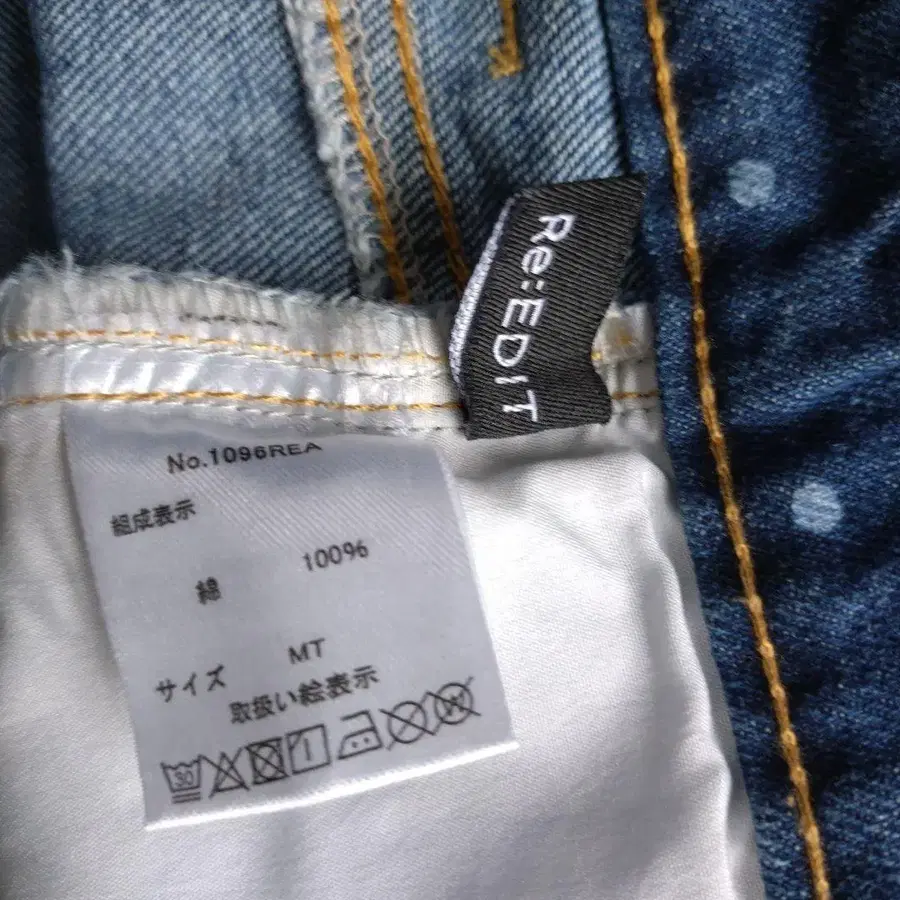 Re:EDIT
No.1096REA
組成表示
綿 100%
サイズ MT
取扱い絵表示
30
W